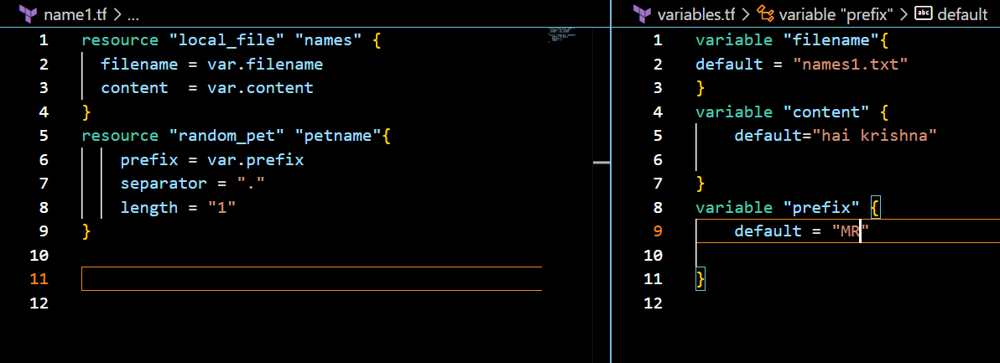 name1.tf > ...
1 resource "local_file" "names" {
2 filename = var.filename
3 content  = var.content
4 }
5 resource "random_pet" "petname"{
6 prefix = var.prefix
7 separator = "."
8 length = "1"
9 }
10
11
12
variables.tf > variable "prefix" > abc default
1 variable "filename"{
2 default = "names1.txt"
3 }
4 variable "content" {
5 default="hai krishna"
6
7 }
8 variable "prefix" {
9 default = "MR"
10
11 }
12